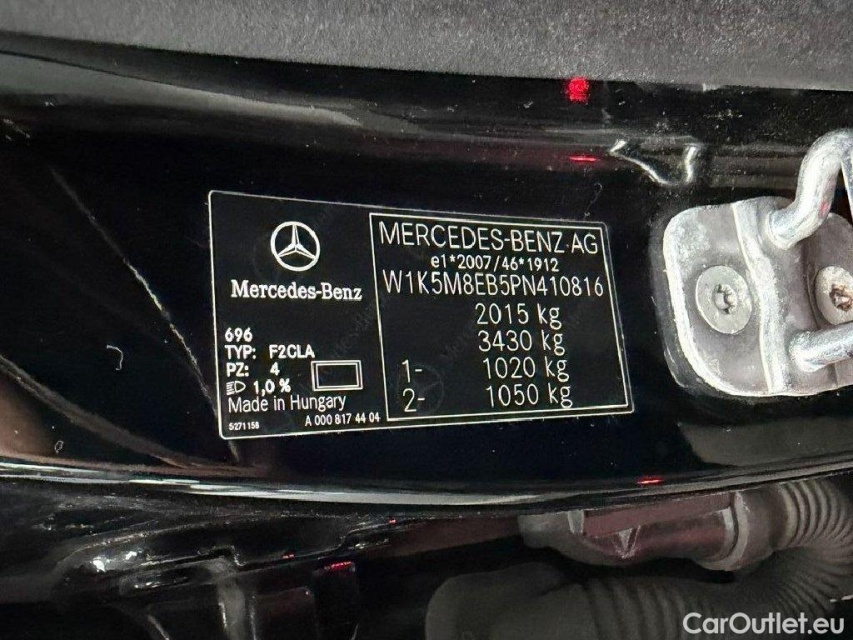 Mercedes-Benz
696
TYP: F2CLA
PZ: 4
1,0 %
Made in Hungary
5271156
A 000 817 44 04
MERCEDES-BENZ AG
e1*2007/46*1912
W1K5M8EB5PN410816
2015 kg
3430 kg
1- 1020 kg
2- 1050 kg
CarOutlet.eu